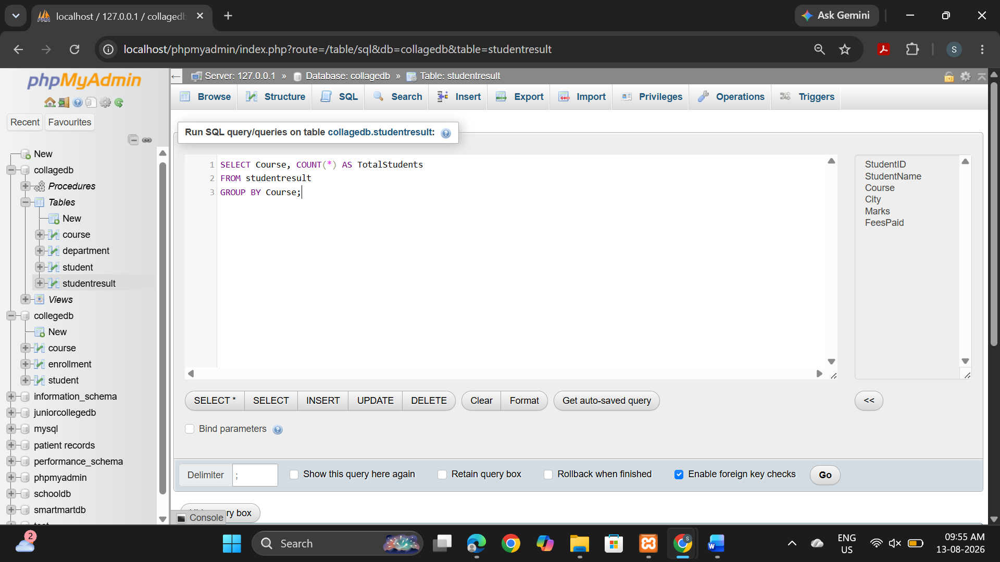 localhost / 127.0.0.1 / collagedb
Ask Gemini
localhost/phpmyadmin/index.php?route=/table/sql&db=collagedb&table=studentresult
S
phpMyAdmin
Server: 127.0.0.1 » Database: collagedb » Table: studentresult
Browse Structure SQL Search Insert Export Import Privileges Operations Triggers
Recent Favourites
New
collagedb
Procedures
Tables
New
course
department
student
studentresult
Views
collegedb
New
course
enrollment
student
information_schema
juniorcollegedb
mysql
patient records
performance_schema
phpmyadmin
schooldb
smartmartdb
Run SQL query/queries on table collagedb.studentresult:
1 SELECT Course, COUNT(*) AS TotalStudents
2 FROM studentresult
3 GROUP BY Course;
StudentID
StudentName
Course
City
Marks
FeesPaid
SELECT * SELECT INSERT UPDATE DELETE Clear Format Get auto-saved query <<
Bind parameters
Delimiter ; Show this query here again Retain query box Rollback when finished Enable foreign key checks Go
box
Console
2
Search
ENG
US
09:55 AM
13-08-2026